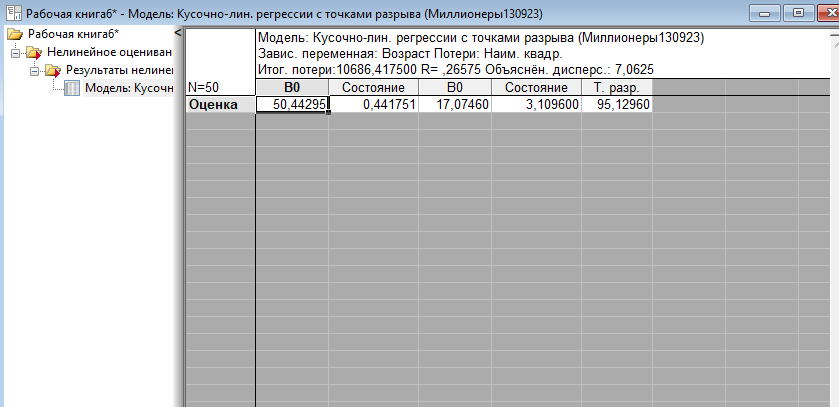 Рабочая книга6* - Модель: Кусочно-лин. регрессии с точками разрыва (Миллионеры130923)
Рабочая книга6*
Нелинейное оцениван
Результаты нелине
Модель: Кусочн
Модель: Кусочно-лин. регрессии с точками разрыва (Миллионеры130923)
Завис. переменная: Возраст Потери: Наим. квадр.
Итог. потери:10686,417500 R= ,26575 Объяснён. дисперс.: 7,0625
N=50 B0 Состояние B0 Состояние Т. разр.
Оценка 50,44295 0,441751 17,07460 3,109600 95,12960